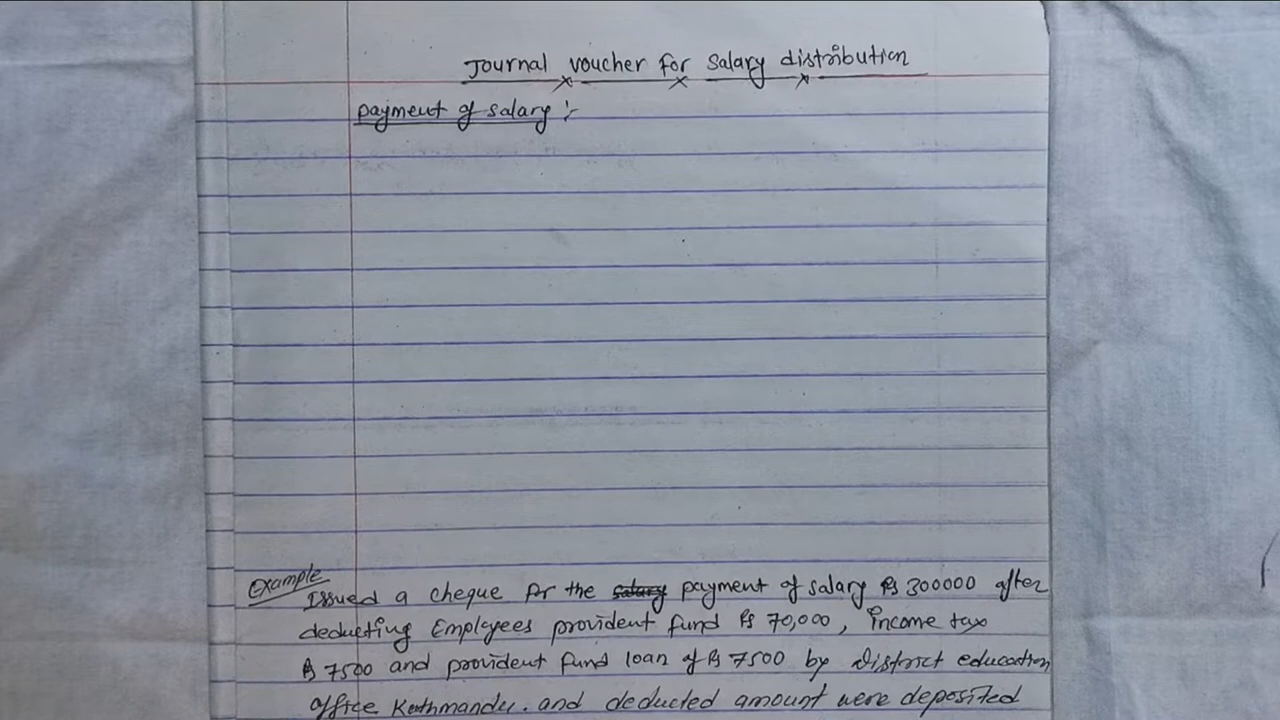 Journal voucher for salary distribution
payment of salary :-
Example
Issued a cheque for the salary payment of salary Rs 300000 after
deducting Employees provident fund Rs 70,000, income tax
Rs 7500 and provident fund loan of Rs 7500 by District education
office Kathmandu. and deducted amount were deposited